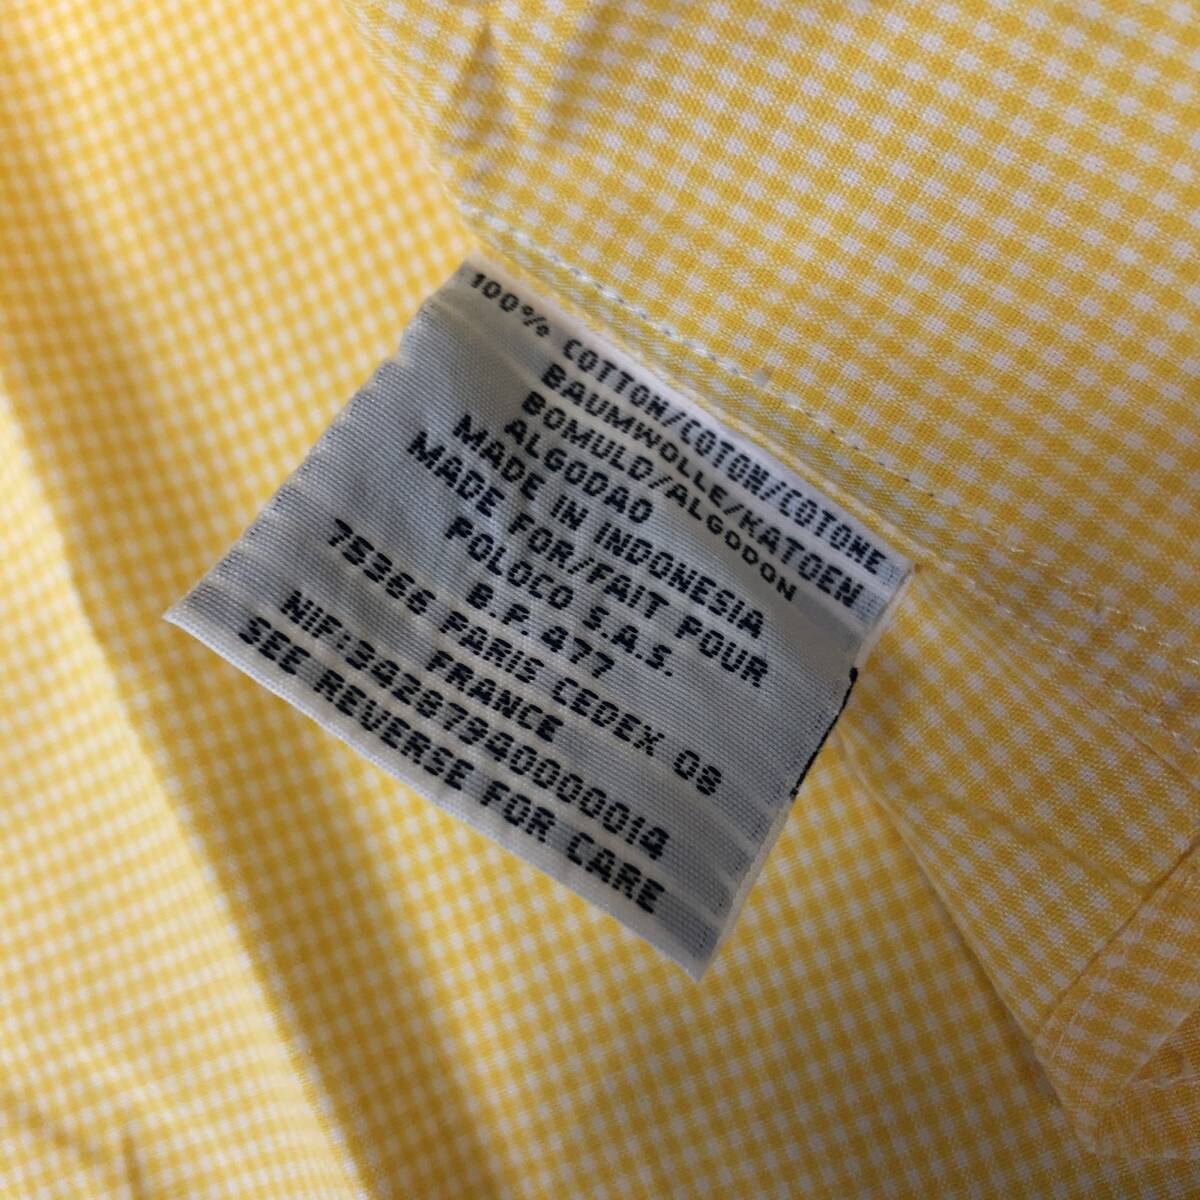 100% COTTON/COTON/COTONE
BAUMWOLLE/KATOEN
BOMULD/ALGODON
ALGODAO
MADE IN INDONESIA
MADE FOR/FAIT POUR
POLOCO S.A.S.
B.P. 477
75366 PARIS CEDEX 08
FRANCE
NIF:34287940000014
SEE REVERSE FOR CARE